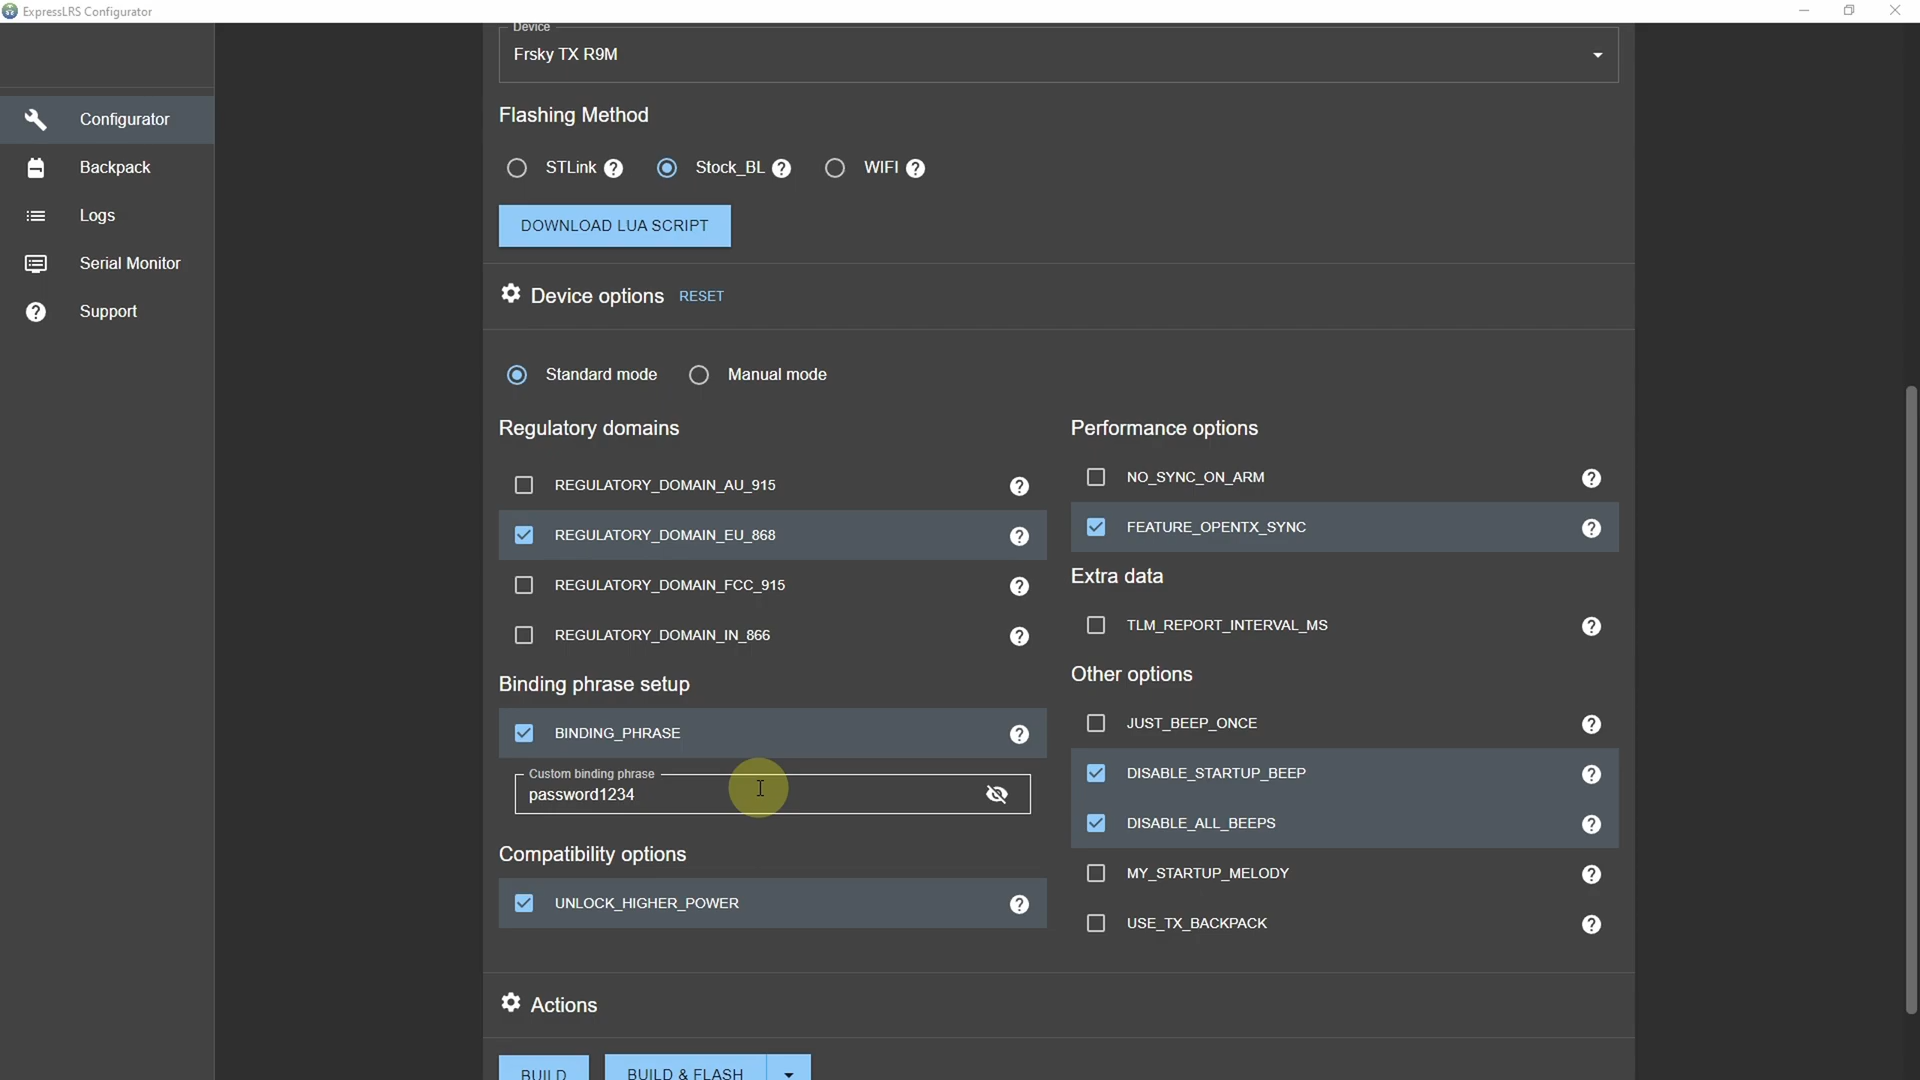 ExpressLRS Configurator
Configurator
Backpack
Logs
Serial Monitor
Support
Device
Frsky TX R9M
Flashing Method
STLink
Stock_BL
WIFI
DOWNLOAD LUA SCRIPT
Device options RESET
Standard mode
Manual mode
Regulatory domains
REGULATORY_DOMAIN_AU_915
REGULATORY_DOMAIN_EU_868
REGULATORY_DOMAIN_FCC_915
REGULATORY_DOMAIN_IN_866
Binding phrase setup
BINDING_PHRASE
Custom binding phrase
password1234
Compatibility options
UNLOCK_HIGHER_POWER
Performance options
NO_SYNC_ON_ARM
FEATURE_OPENTX_SYNC
Extra data
TLM_REPORT_INTERVAL_MS
Other options
JUST_BEEP_ONCE
DISABLE_STARTUP_BEEP
DISABLE_ALL_BEEPS
MY_STARTUP_MELODY
USE_TX_BACKPACK
Actions
BUILD
BUILD & FLASH